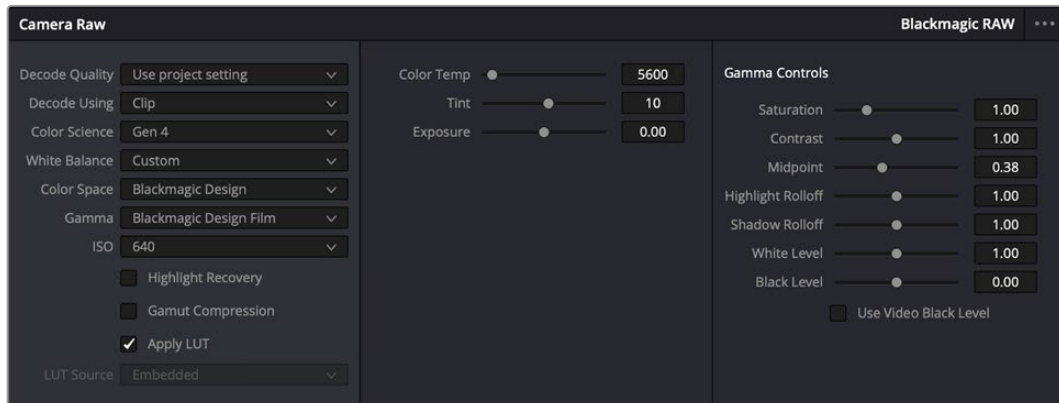 Camera Raw
Blackmagic RAW
Decode Quality Use project setting
Decode Using Clip
Color Science Gen 4
White Balance Custom
Color Space Blackmagic Design
Gamma Blackmagic Design Film
ISO 640
Highlight Recovery
Gamut Compression
Apply LUT
LUT Source Embedded
Color Temp 5600
Tint 10
Exposure 0.00
Gamma Controls
Saturation 1.00
Contrast 1.00
Midpoint 0.38
Highlight Rolloff 1.00
Shadow Rolloff 1.00
White Level 1.00
Black Level 0.00
Use Video Black Level